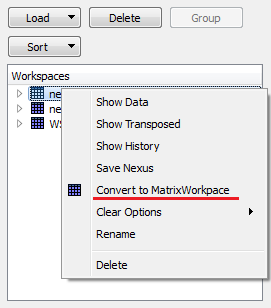 Load Delete Group
Sort
Workspaces
ne
Show Data
ne
Show Transposed
WS
Show History
Save Nexus
Convert to MatrixWorkpace
Clear Options
Rename
Delete